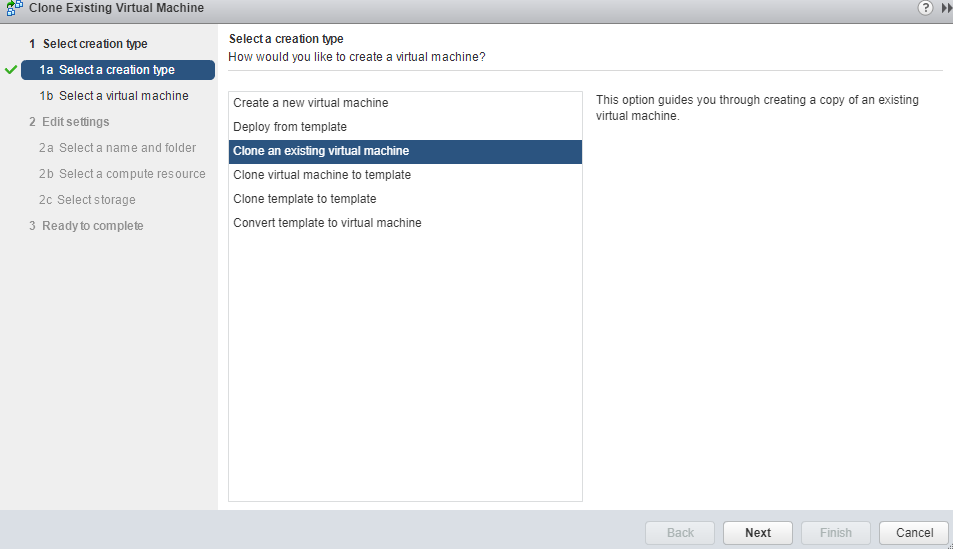 Clone Existing Virtual Machine
?
1 Select creation type
1a Select a creation type
1b Select a virtual machine
2 Edit settings
2a Select a name and folder
2b Select a compute resource
2c Select storage
3 Ready to complete
Select a creation type
How would you like to create a virtual machine?
Create a new virtual machine
Deploy from template
Clone an existing virtual machine
Clone virtual machine to template
Clone template to template
Convert template to virtual machine
This option guides you through creating a copy of an existing
virtual machine.
Back Next Finish Cancel